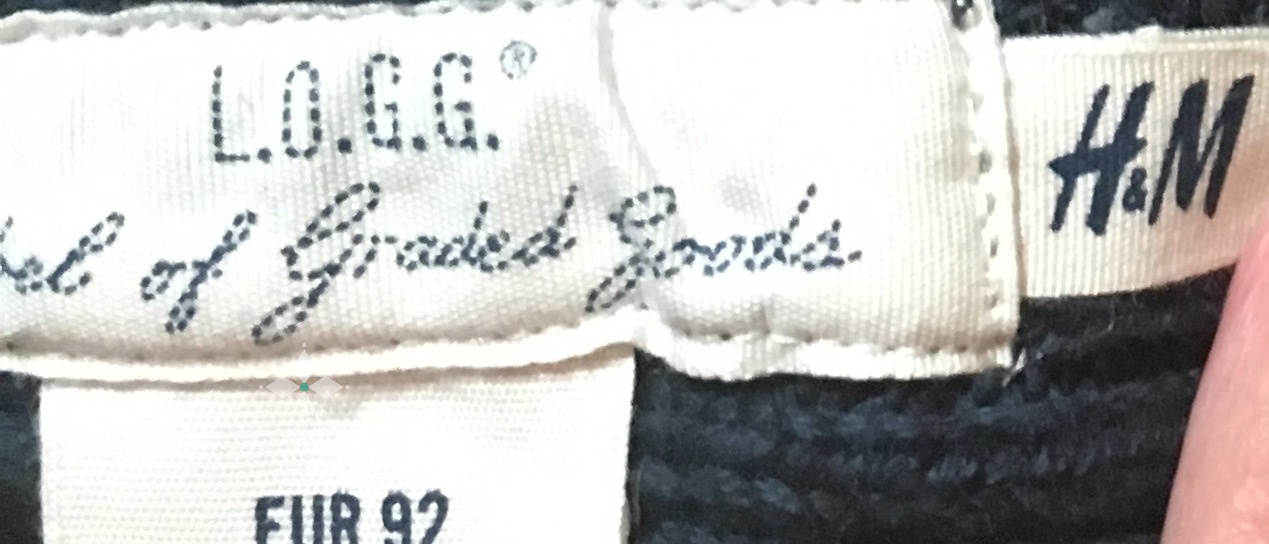 L.O.G.G.®
H&M
of Graded Goods.
EUR 92